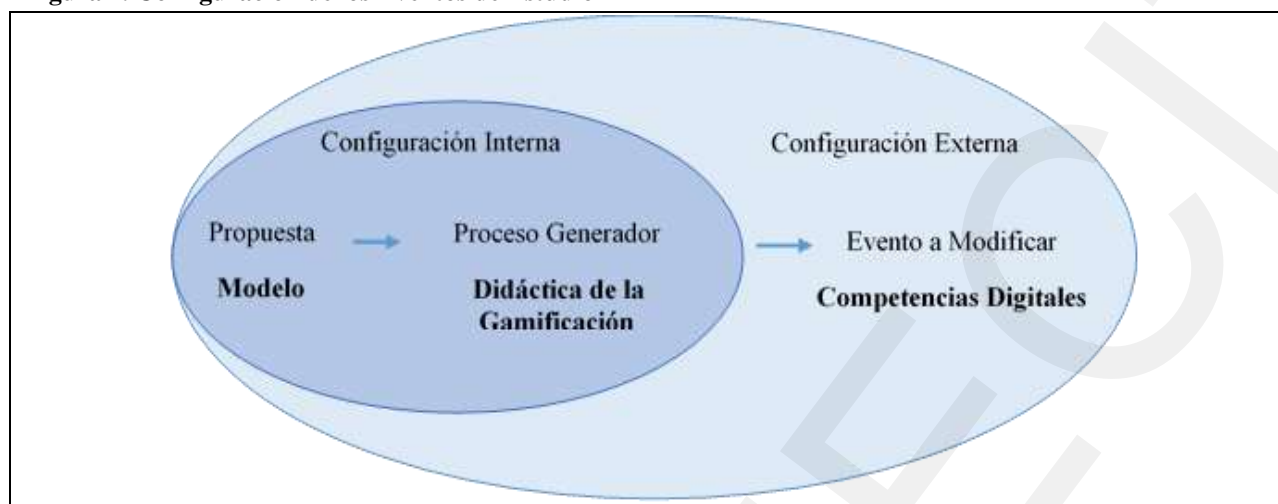 Configuración Interna
Configuración Externa
Propuesta
Modelo
Proceso Generador
Didáctica de la
Gamificación
Evento a Modificar
Competencias Digitales